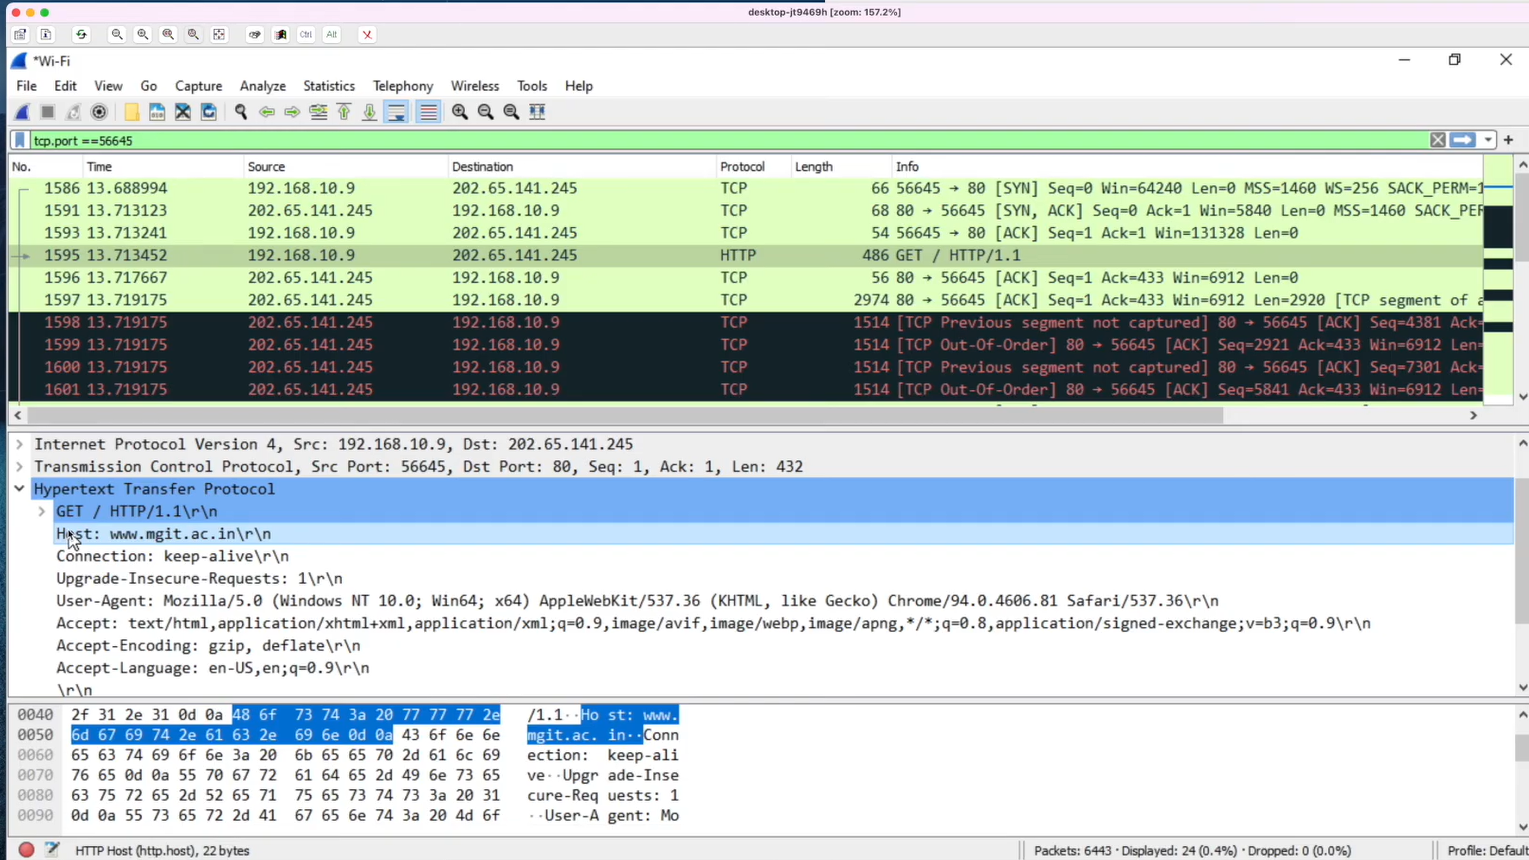 desktop-jt9469h [zoom: 157.2%]
Ctrl Alt
*Wi-Fi
File Edit View Go Capture Analyze Statistics Telephony Wireless Tools Help
tcp.port ==56645
No. Time Source Destination Protocol Length Info
1586 13.688994 192.168.10.9 202.65.141.245 TCP 66 56645 → 80 [SYN] Seq=0 Win=64240 Len=0 MSS=1460 WS=256 SACK_PERM=1
1591 13.713123 202.65.141.245 192.168.10.9 TCP 68 80 → 56645 [SYN, ACK] Seq=0 Ack=1 Win=5840 Len=0 MSS=1460 SACK_PER
1593 13.713241 192.168.10.9 202.65.141.245 TCP 54 56645 → 80 [ACK] Seq=1 Ack=1 Win=131328 Len=0
1595 13.713452 192.168.10.9 202.65.141.245 HTTP 486 GET / HTTP/1.1
1596 13.717667 202.65.141.245 192.168.10.9 TCP 56 80 → 56645 [ACK] Seq=1 Ack=433 Win=6912 Len=0
1597 13.719175 202.65.141.245 192.168.10.9 TCP 2974 80 → 56645 [ACK] Seq=1 Ack=433 Win=6912 Len=2920 [TCP segment of a
1598 13.719175 202.65.141.245 192.168.10.9 TCP 1514 [TCP Previous segment not captured] 80 → 56645 [ACK] Seq=4381 Ack=
1599 13.719175 202.65.141.245 192.168.10.9 TCP 1514 [TCP Out-Of-Order] 80 → 56645 [ACK] Seq=2921 Ack=433 Win=6912 Len=
1600 13.719175 202.65.141.245 192.168.10.9 TCP 1514 [TCP Previous segment not captured] 80 → 56645 [ACK] Seq=7301 Ack=
1601 13.719175 202.65.141.245 192.168.10.9 TCP 1514 [TCP Out-Of-Order] 80 → 56645 [ACK] Seq=5841 Ack=433 Win=6912 Len=
Internet Protocol Version 4, Src: 192.168.10.9, Dst: 202.65.141.245
Transmission Control Protocol, Src Port: 56645, Dst Port: 80, Seq: 1, Ack: 1, Len: 432
Hypertext Transfer Protocol
GET / HTTP/1.1\r\n
Host: www.mgit.ac.in\r\n
Connection: keep-alive\r\n
Upgrade-Insecure-Requests: 1\r\n
User-Agent: Mozilla/5.0 (Windows NT 10.0; Win64; x64) AppleWebKit/537.36 (KHTML, like Gecko) Chrome/94.0.4606.81 Safari/537.36\r\n
Accept: text/html,application/xhtml+xml,application/xml;q=0.9,image/avif,image/webp,image/apng,*/*;q=0.8,application/signed-exchange;v=b3;q=0.9\r\n
Accept-Encoding: gzip, deflate\r\n
Accept-Language: en-US,en;q=0.9\r\n
\r\n
0040 2f 31 2e 31 0d 0a 48 6f 73 74 3a 20 77 77 77 2e /1.1··Ho st: www.
0050 6d 67 69 74 2e 61 63 2e 69 6e 0d 0a 43 6f 6e 6e mgit.ac. in··Conn
0060 65 63 74 69 6f 6e 3a 20 6b 65 65 70 2d 61 6c 69 ection: keep-ali
0070 76 65 0d 0a 55 70 67 72 61 64 65 2d 49 6e 73 65 ve··Upgr ade-Inse
0080 63 75 72 65 2d 52 65 71 75 65 73 74 73 3a 20 31 cure-Req uests: 1
0090 0d 0a 55 73 65 72 2d 41 67 65 6e 74 3a 20 4d 6f ··User-A gent: Mo
HTTP Host (http.host), 22 bytes Packets: 6443 · Displayed: 24 (0.4%) · Dropped: 0 (0.0%) Profile: Default